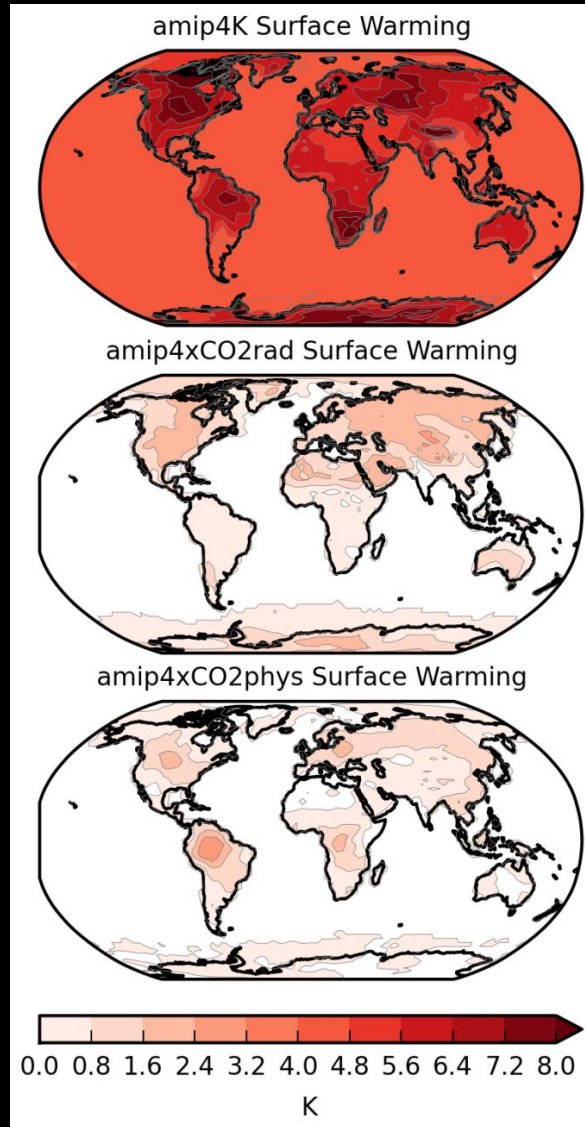 amip4K Surface Warming
amip4xCO2rad Surface Warming
amip4xCO2phys Surface Warming
0.0 0.8 1.6 2.4 3.2 4.0 4.8 5.6 6.4 7.2 8.0
K